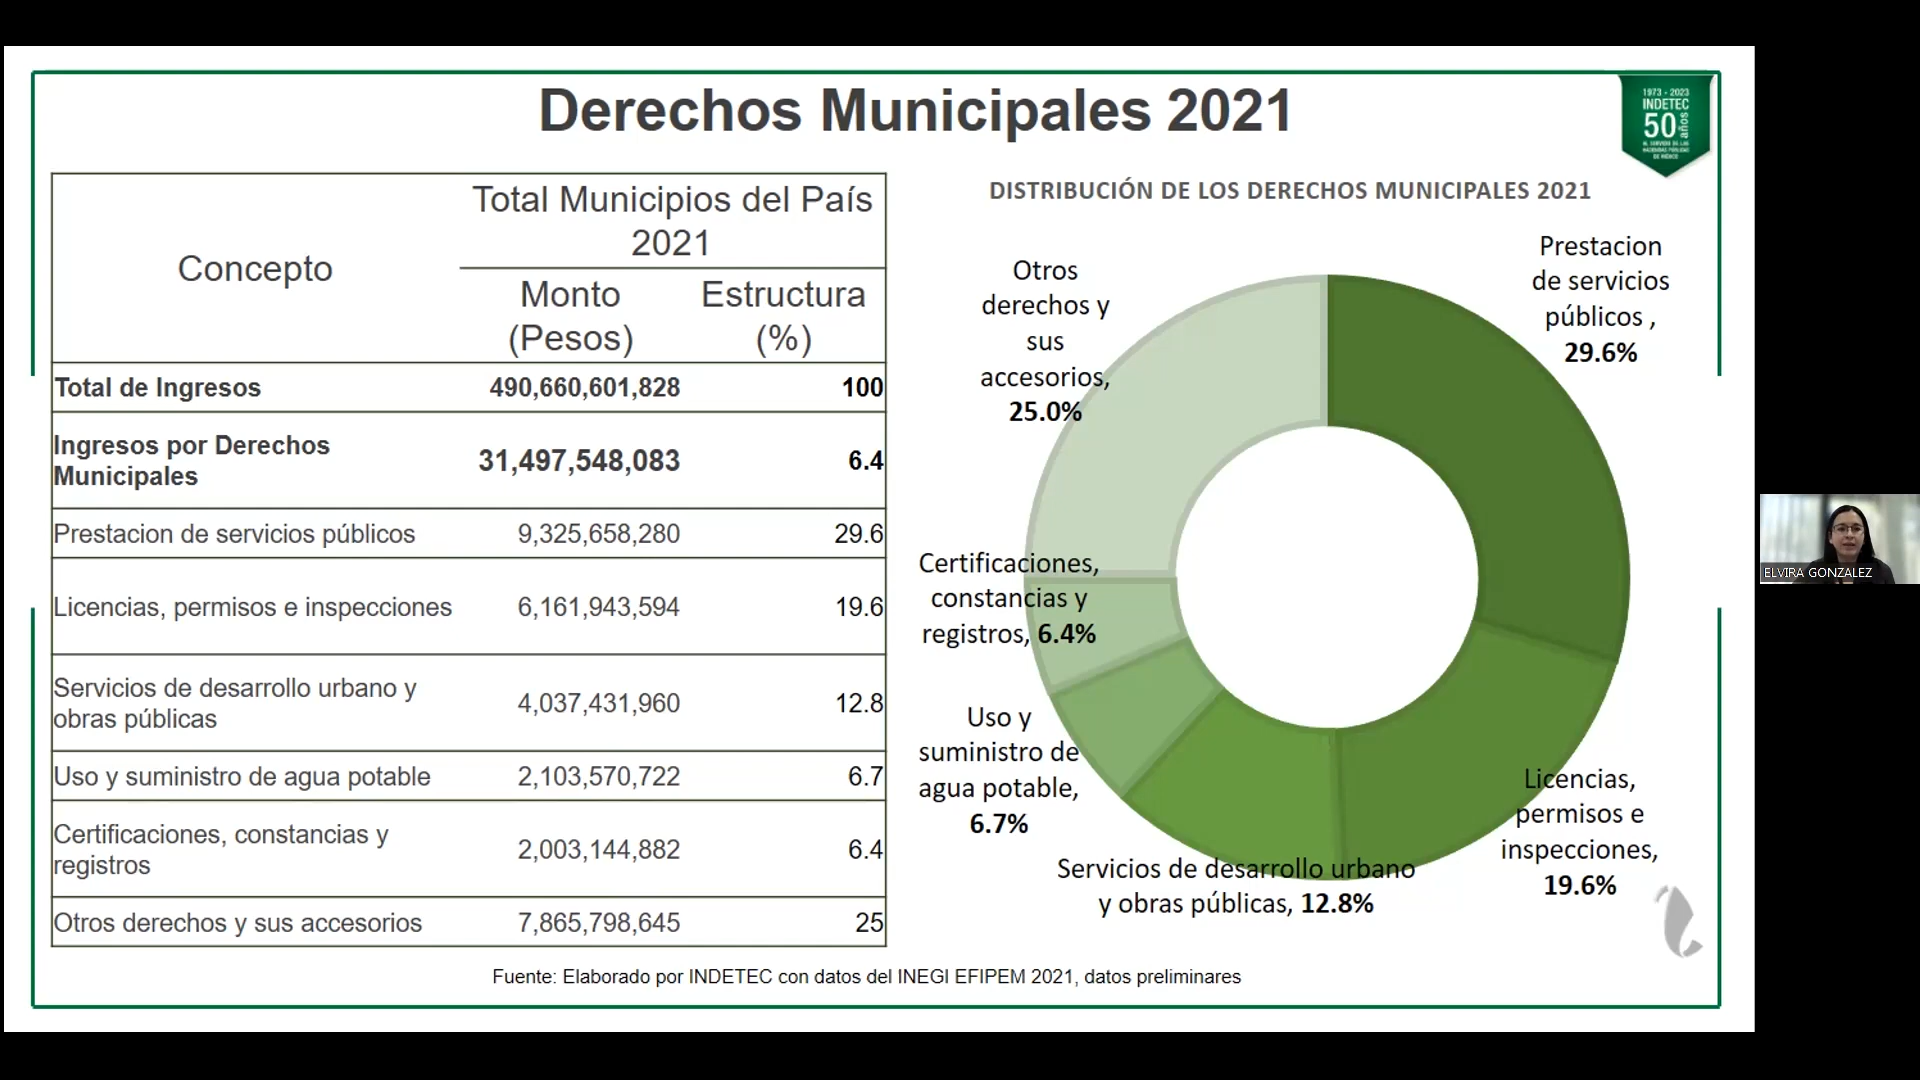 Derechos Municipales 2021
1973 - 2023
INDETEC
50 años
AL SERVICIO DE LAS
HACIENDAS PÚBLICAS
DE MÉXICO
Concepto
Total Municipios del País
2021
Monto
(Pesos)
Estructura
(%)
Total de Ingresos 490,660,601,828 100
Ingresos por Derechos
Municipales 31,497,548,083 6.4
Prestacion de servicios públicos 9,325,658,280 29.6
Licencias, permisos e inspecciones 6,161,943,594 19.6
Servicios de desarrollo urbano y
obras públicas 4,037,431,960 12.8
Uso y suministro de agua potable 2,103,570,722 6.7
Certificaciones, constancias y
registros 2,003,144,882 6.4
Otros derechos y sus accesorios 7,865,798,645 25
DISTRIBUCIÓN DE LOS DERECHOS MUNICIPALES 2021
Prestacion
de servicios
públicos ,
29.6%
Otros
derechos y
sus
accesorios,
25.0%
Certificaciones,
constancias y
registros, 6.4%
Uso y
suministro de
agua potable,
6.7%
Servicios de desarrollo urbano
y obras públicas, 12.8%
Licencias,
permisos e
inspecciones,
19.6%
Fuente: Elaborado por INDETEC con datos del INEGI EFIPEM 2021, datos preliminares
ELVIRA GONZALEZ